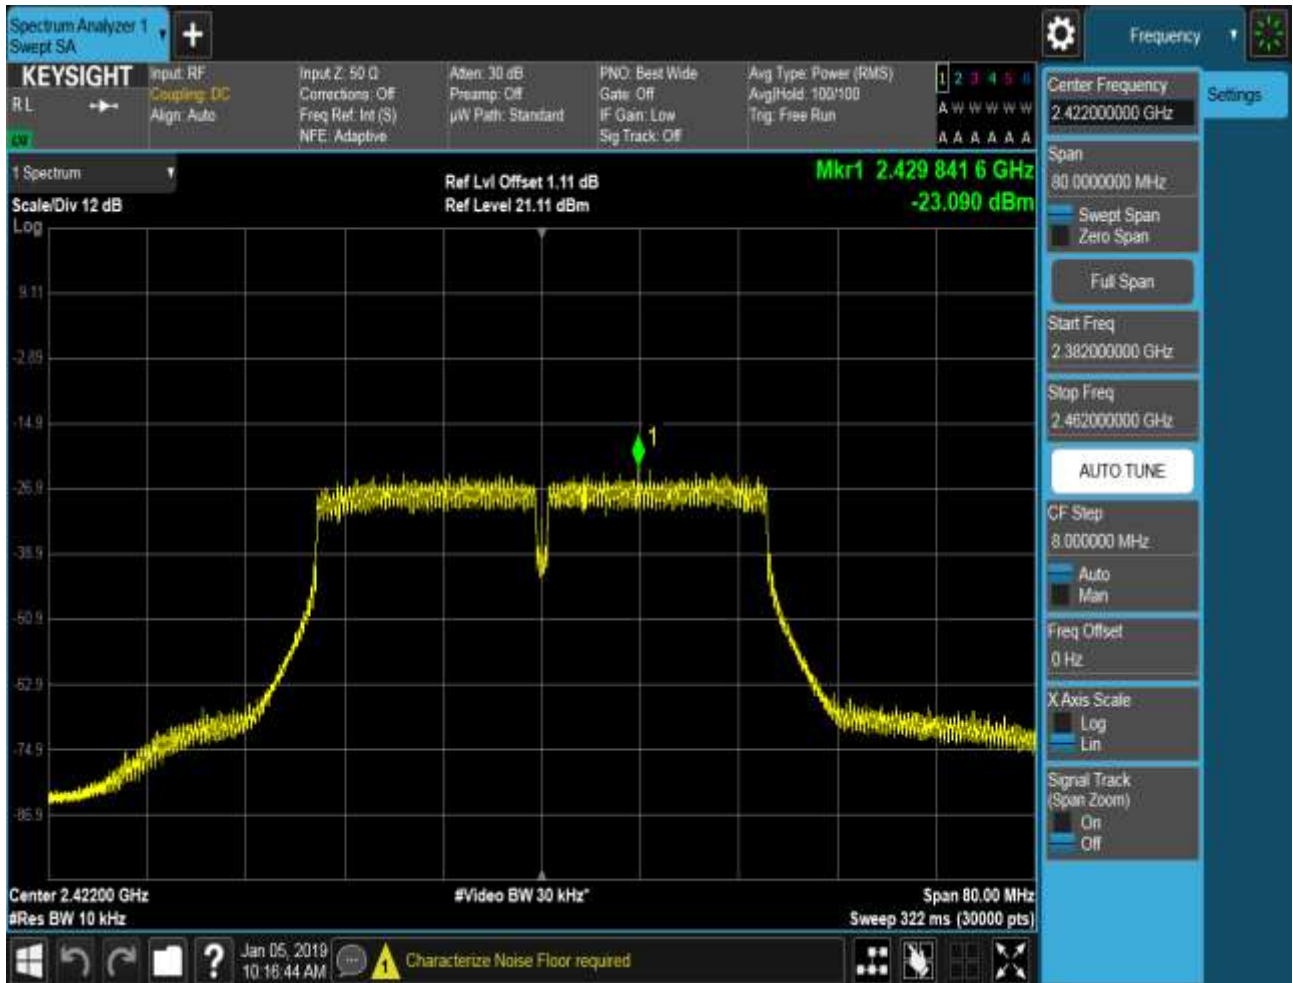 Spectrum Analyzer 1
Swept SA
+
Frequency
KEYSIGHT
RL
Input: RF
Coupling: DC
Align: Auto
Input Z: 50 Ω
Corrections: Off
Freq Ref: Int (S)
NFE: Adaptive
Atten: 30 dB
Preamp: Off
µW Path: Standard
PNO: Best Wide
Gate: Off
IF Gain: Low
Sig Track: Off
Avg Type: Power (RMS)
Avg|Hold: 100/100
Trig: Free Run
1 2 3 4 5 6
A W W W W W
A A A A A A
1 Spectrum
Scale/Div 12 dB
Log
Ref Lvl Offset 1.11 dB
Ref Level 21.11 dBm
Mkr1 2.429 841 6 GHz
-23.090 dBm
9.11
-2.89
-14.9
-26.9
-38.9
-50.9
-62.9
-74.9
-86.9
1
Center 2.42200 GHz
#Res BW 10 kHz
#Video BW 30 kHz*
Span 80.00 MHz
Sweep 322 ms (30000 pts)
Center Frequency
2.422000000 GHz
Settings
Span
80.0000000 MHz
Swept Span
Zero Span
Full Span
Start Freq
2.382000000 GHz
Stop Freq
2.462000000 GHz
AUTO TUNE
CF Step
8.000000 MHz
Auto
Man
Freq Offset
0 Hz
X Axis Scale
Log
Lin
Signal Track
(Span Zoom)
On
Off
?
Jan 05, 2019
10:16:44 AM
1
Characterize Noise Floor required